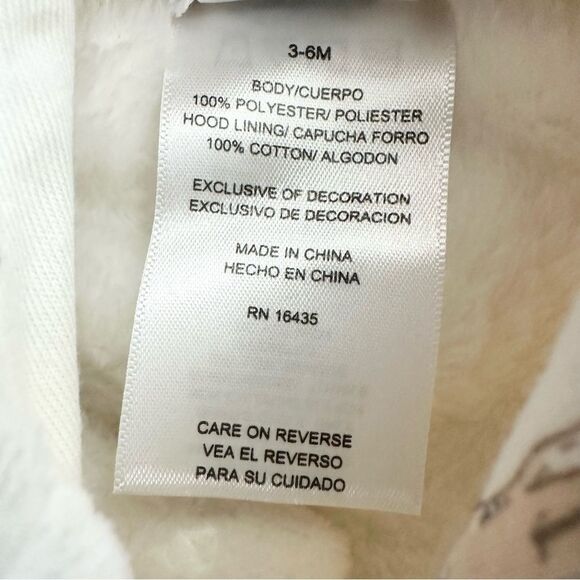 3-6M
BODY/CUERPO
100% POLYESTER/ POLIESTER
HOOD LINING/ CAPUCHA FORRO
100% COTTON/ ALGODON
EXCLUSIVE OF DECORATION
EXCLUSIVO DE DECORACION
MADE IN CHINA
HECHO EN CHINA
RN 16435
CARE ON REVERSE
VEA EL REVERSO
PARA SU CUIDADO